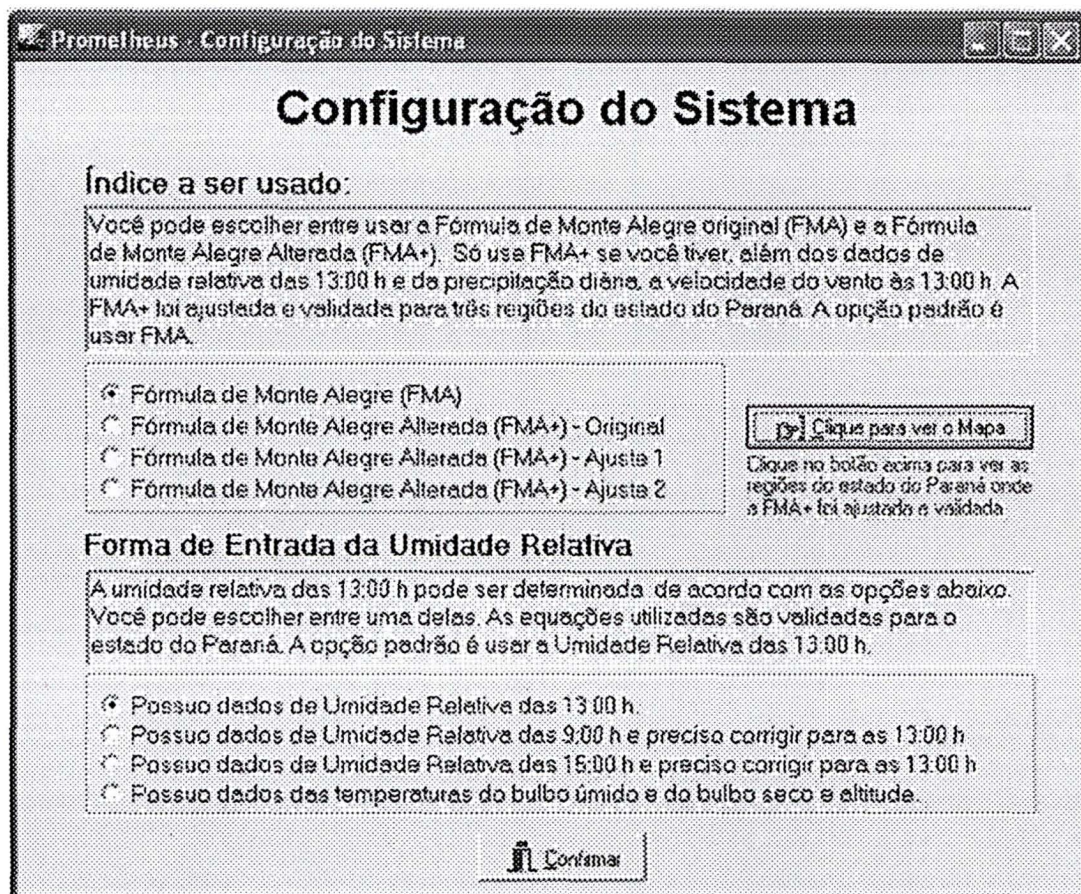 Prometheus - Configuração do Sistema
Configuração do Sistema
Índice a ser usado:
Você pode escolher entre usar a Fórmula de Monte Alegre original (FMA) e a Fórmula
de Monte Alegre Alterada (FMA+). Só use FMA+ se você tiver, além dos dados de
umidade relativa das 13:00 h e da precipitação diária, a velocidade do vento às 13:00 h. A
FMA+ foi ajustada e validada para três regiões do estado do Paraná. A opção padrão é
usar FMA.
Fórmula de Monte Alegre (FMA)
Fórmula de Monte Alegre Alterada (FMA+) - Original
Fórmula de Monte Alegre Alterada (FMA+) - Ajuste 1
Fórmula de Monte Alegre Alterada (FMA+) - Ajuste 2
Clique para ver o Mapa
Clique no botão acima para ver as
regiões do estado do Paraná onde
a FMA+ foi ajustada e validada
Forma de Entrada da Umidade Relativa
A umidade relativa das 13:00 h pode ser determinada de acordo com as opções abaixo.
Você pode escolher entre uma delas. As equações utilizadas são validadas para o
estado do Paraná. A opção padrão é usar a Umidade Relativa das 13:00 h.
Possuo dados de Umidade Relativa das 13:00 h.
Possuo dados de Umidade Relativa das 9:00 h e preciso corrigir para as 13:00 h
Possuo dados de Umidade Relativa das 15:00 h e preciso corrigir para as 13:00 h
Possuo dados das temperaturas do bulbo úmido e do bulbo seco e altitude.
Confirmar